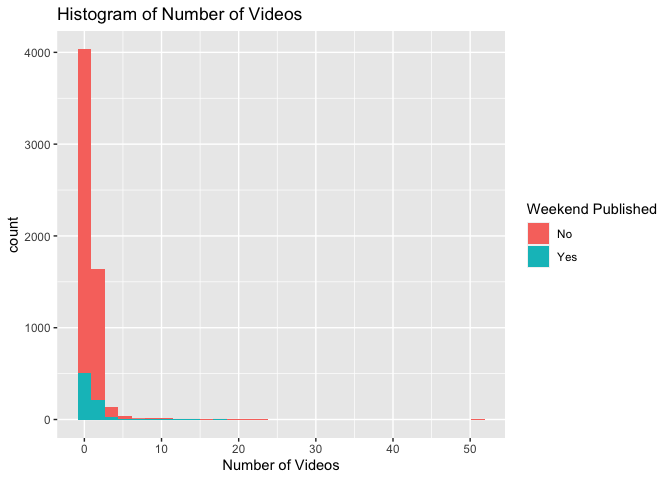 Histogram of Number of Videos
4000
3000
2000
1000
0
count
0 10 20 30 40 50
Number of Videos
Weekend Published
No
Yes